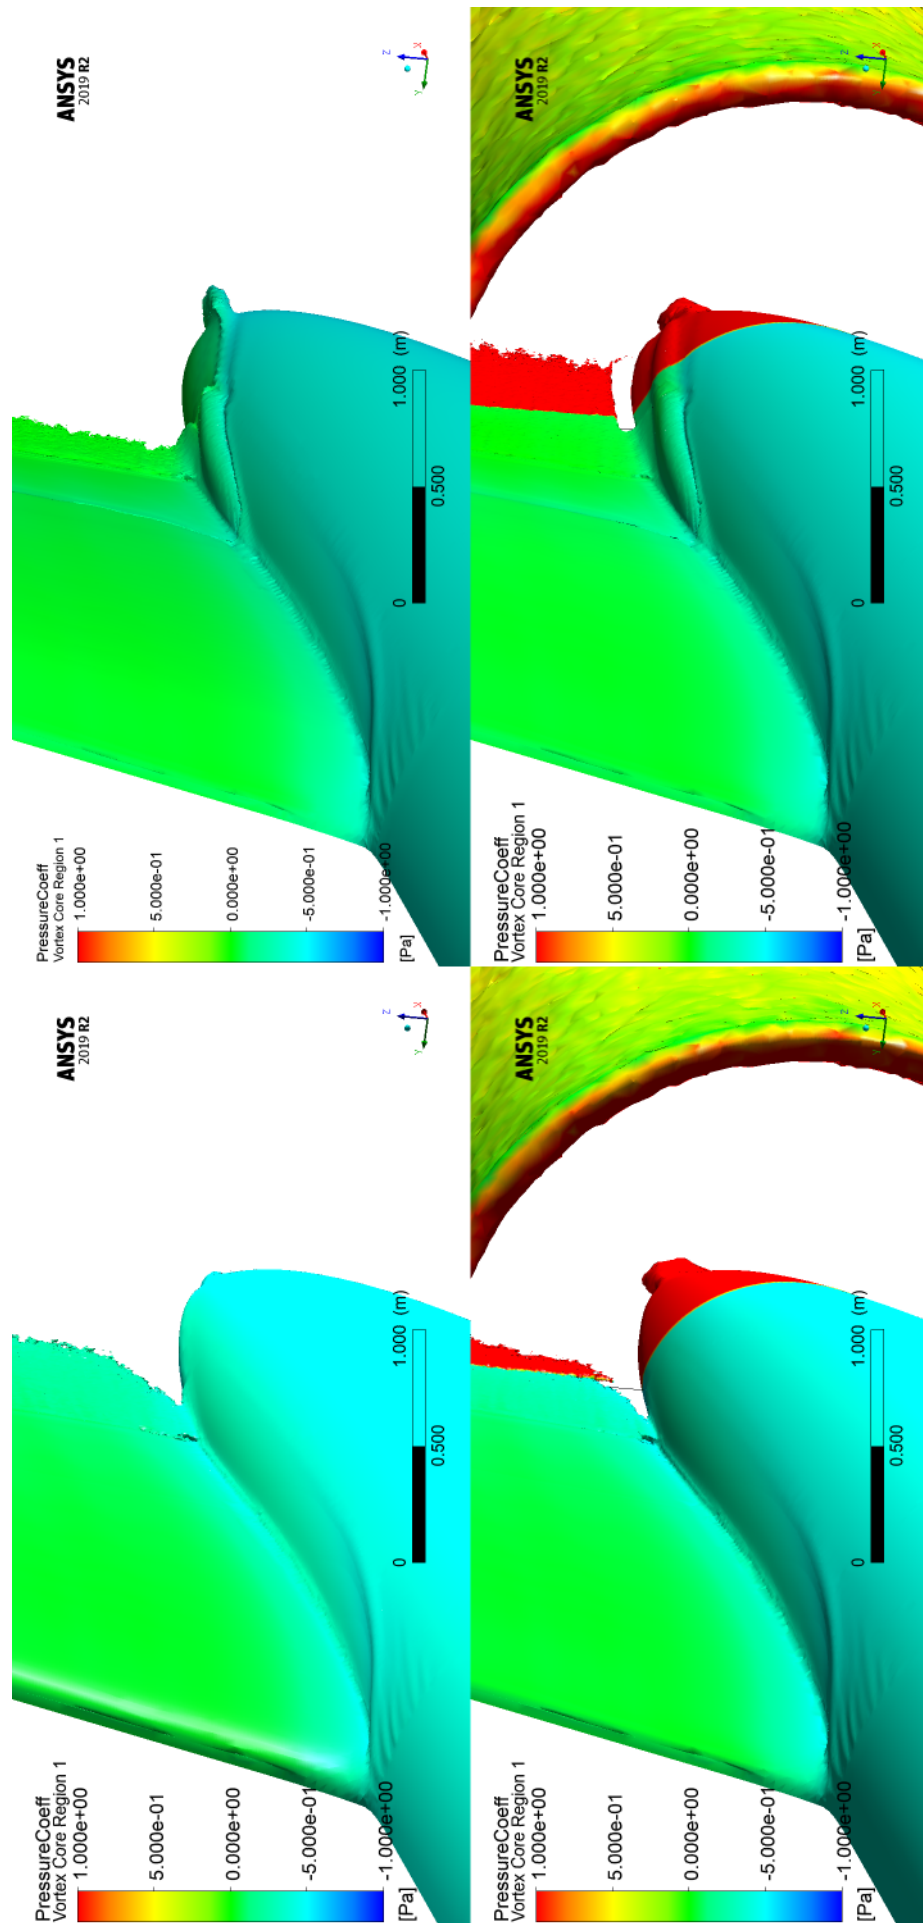 PressureCoeff
Vortex Core Region 1
1.000e+00
5.000e-01
0.000e+00
-5.000e-01
-1.000e+00
[Pa]
ANSYS
2019 R2
0
0.500
1.000 (m)
Z
Y
X
PressureCoeff
Vortex Core Region 1
1.000e+00
5.000e-01
0.000e+00
-5.000e-01
-1.000e+00
[Pa]
ANSYS
2019 R2
0
0.500
1.000 (m)
Z
Y
X
PressureCoeff
Vortex Core Region 1
1.000e+00
5.000e-01
0.000e+00
-5.000e-01
-1.000e+00
[Pa]
ANSYS
2019 R2
0
0.500
1.000 (m)
Z
Y
X
PressureCoeff
Vortex Core Region 1
1.000e+00
5.000e-01
0.000e+00
-5.000e-01
-1.000e+00
[Pa]
ANSYS
2019 R2
0
0.500
1.000 (m)
Z
Y
X